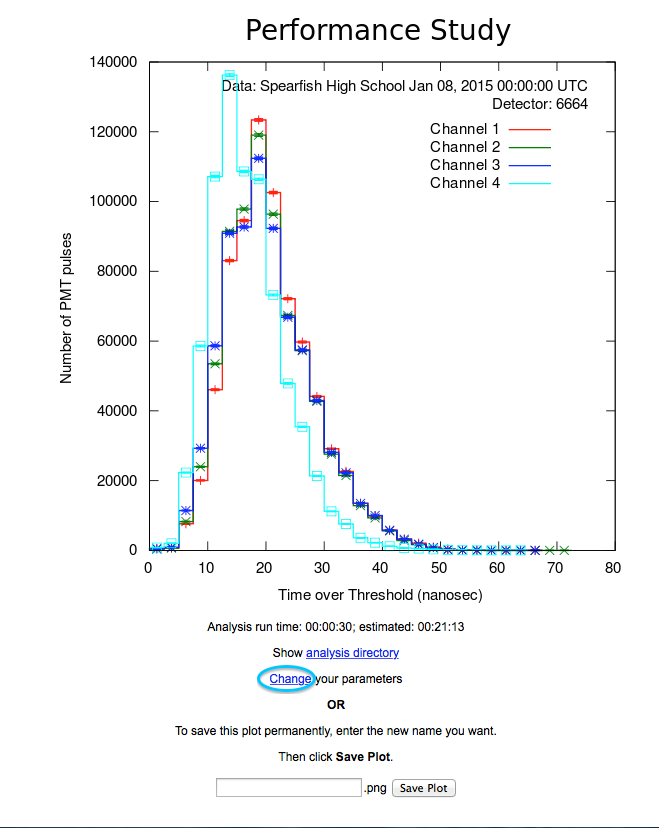 Performance Study
140000
Data: Spearfish High School Jan 08, 2015 00:00:00 UTC
Detector: 6664
Channel 1
Channel 2
Channel 3
Channel 4
120000
100000
80000
60000
40000
20000
0
Number of PMT pulses
0 10 20 30 40 50 60 70 80
Time over Threshold (nanosec)
Analysis run time: 00:00:30; estimated: 00:21:13
Show analysis directory
Change your parameters
OR
To save this plot permanently, enter the new name you want.
Then click Save Plot.
.png Save Plot